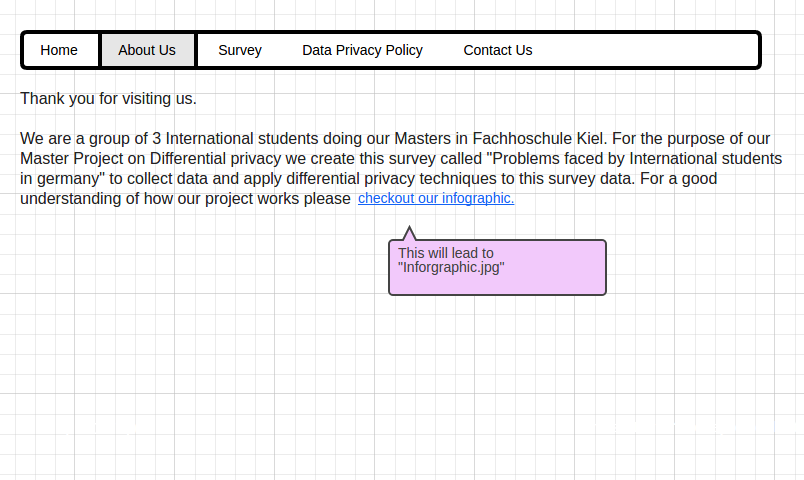 Home About Us Survey Data Privacy Policy Contact Us
Thank you for visiting us.
We are a group of 3 International students doing our Masters in Fachhoschule Kiel. For the purpose of our
Master Project on Differential privacy we create this survey called "Problems faced by International students
in germany" to collect data and apply differential privacy techniques to this survey data. For a good
understanding of how our project works please checkout our infographic.
This will lead to
"Inforgraphic.jpg"